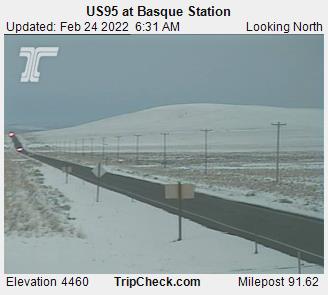 US95 at Basque Station
Updated: Feb 24 2022 6:31 AM Looking North
Elevation 4460 TripCheck.com Milepost 91.62